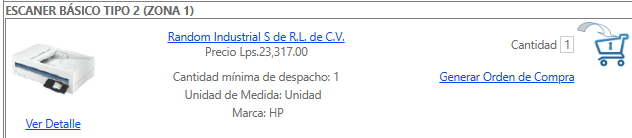 ESCANER BÁSICO TIPO 2 (ZONA 1)
Random Industrial S de R.L. de C.V.
Precio Lps.23,317.00
Cantidad 1
Cantidad mínima de despacho: 1
Generar Orden de Compra
Unidad de Medida: Unidad
Marca: HP
Ver Detalle